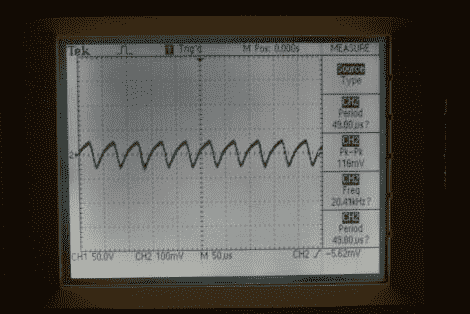 Tek Trig'd M Pos: 0.000s MEASURE
Source
Type
CH2
Period
49.00µs?
CH2
Pk-Pk
116mV
CH2
Freq
20.41kHz?
CH2
Period
49.00µs?
2
CH1 50.0V CH2 100mV M 50µs CH2 -5.62mV